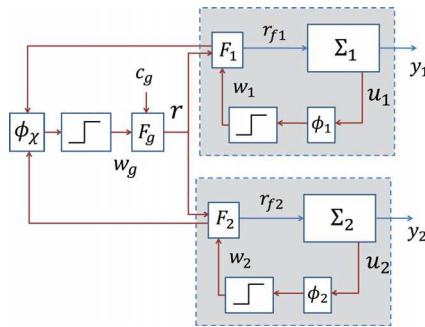 F₁
r_f1
Σ₁
y₁
w₁
u₁
ϕ₁
c_g
r
ϕ_χ
F_g
w_g
F₂
r_f2
Σ₂
y₂
w₂
u₂
ϕ₂